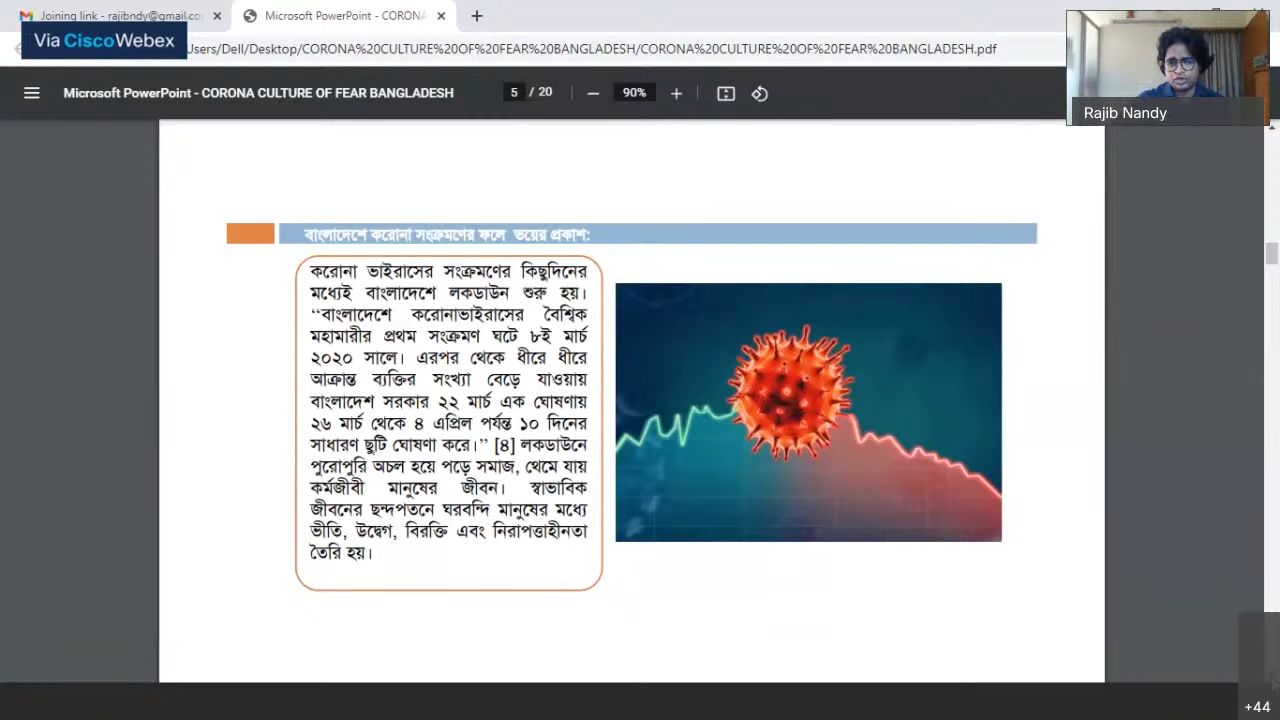 Joining link - rajibndy@gmail.co
Microsoft PowerPoint - CORONA
Via CiscoWebex
Jsers/Dell/Desktop/CORONA%20CULTURE%20OF%20FEAR%20BANGLADESH/CORONA%20CULTURE%20OF%20FEAR%20BANGLADESH.pdf
Microsoft PowerPoint - CORONA CULTURE OF FEAR BANGLADESH
5 / 20
90%
Rajib Nandy
বাংলাদেশে করোনা সংক্রমণের ফলে ভয়ের প্রকাশ:
করোনা ভাইরাসের সংক্রমণের কিছুদিনের
মধ্যেই বাংলাদেশে লকডাউন শুরু হয়।
‘‘বাংলাদেশে করোনাভাইরাসের বৈশ্বিক
মহামারীর প্রথম সংক্রমণ ঘটে ৮ই মার্চ
২০২০ সালে। এরপর থেকে ধীরে ধীরে
আক্রান্ত ব্যক্তির সংখ্যা বেড়ে যাওয়ায়
বাংলাদেশ সরকার ২২ মার্চ এক ঘোষণায়
২৬ মার্চ থেকে ৪ এপ্রিল পর্যন্ত ১০ দিনের
সাধারণ ছুটি ঘোষণা করে।’’ [৪] লকডাউনে
পুরোপুরি অচল হয়ে পড়ে সমাজ, থেমে যায়
কর্মজীবী মানুষের জীবন। স্বাভাবিক
জীবনের ছন্দপতনে ঘরবন্দি মানুষের মধ্যে
ভীতি, উদ্বেগ, বিরক্তি এবং নিরাপত্তাহীনতা
তৈরি হয়।
+44